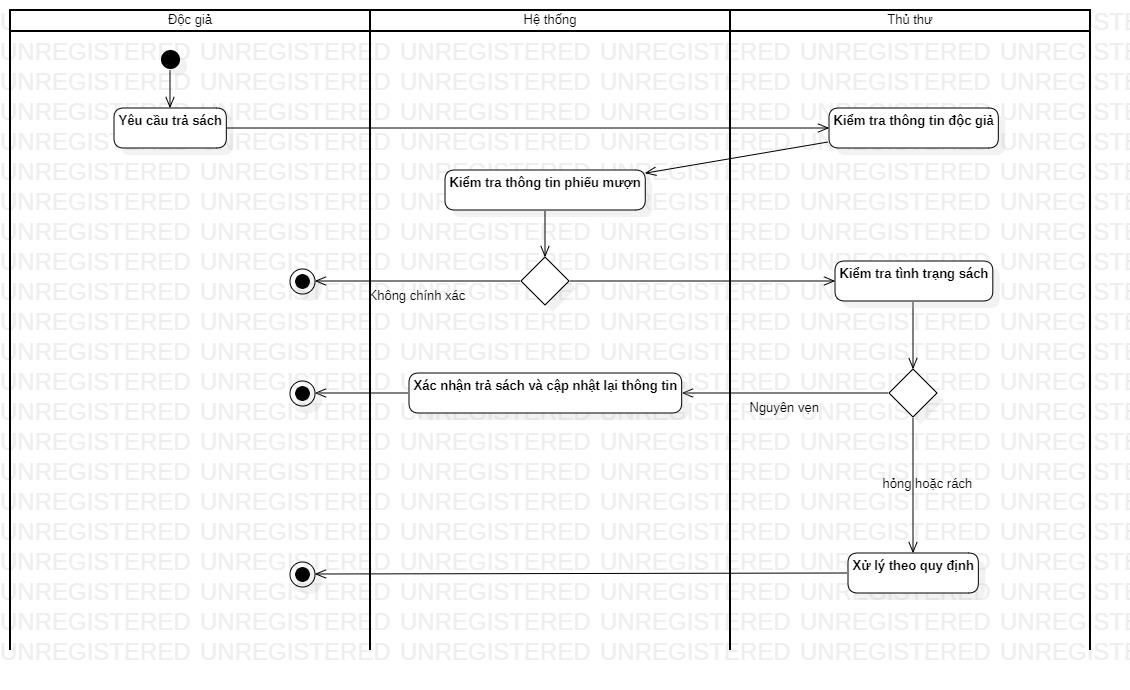 Độc giả
Hệ thống
Thủ thư
Yêu cầu trả sách
Kiểm tra thông tin độc giả
Kiểm tra thông tin phiếu mượn
Kiểm tra tình trạng sách
Không chính xác
Xác nhận trả sách và cập nhật lại thông tin
Nguyên vẹn
hỏng hoặc rách
Xử lý theo quy định
UNREGISTERED